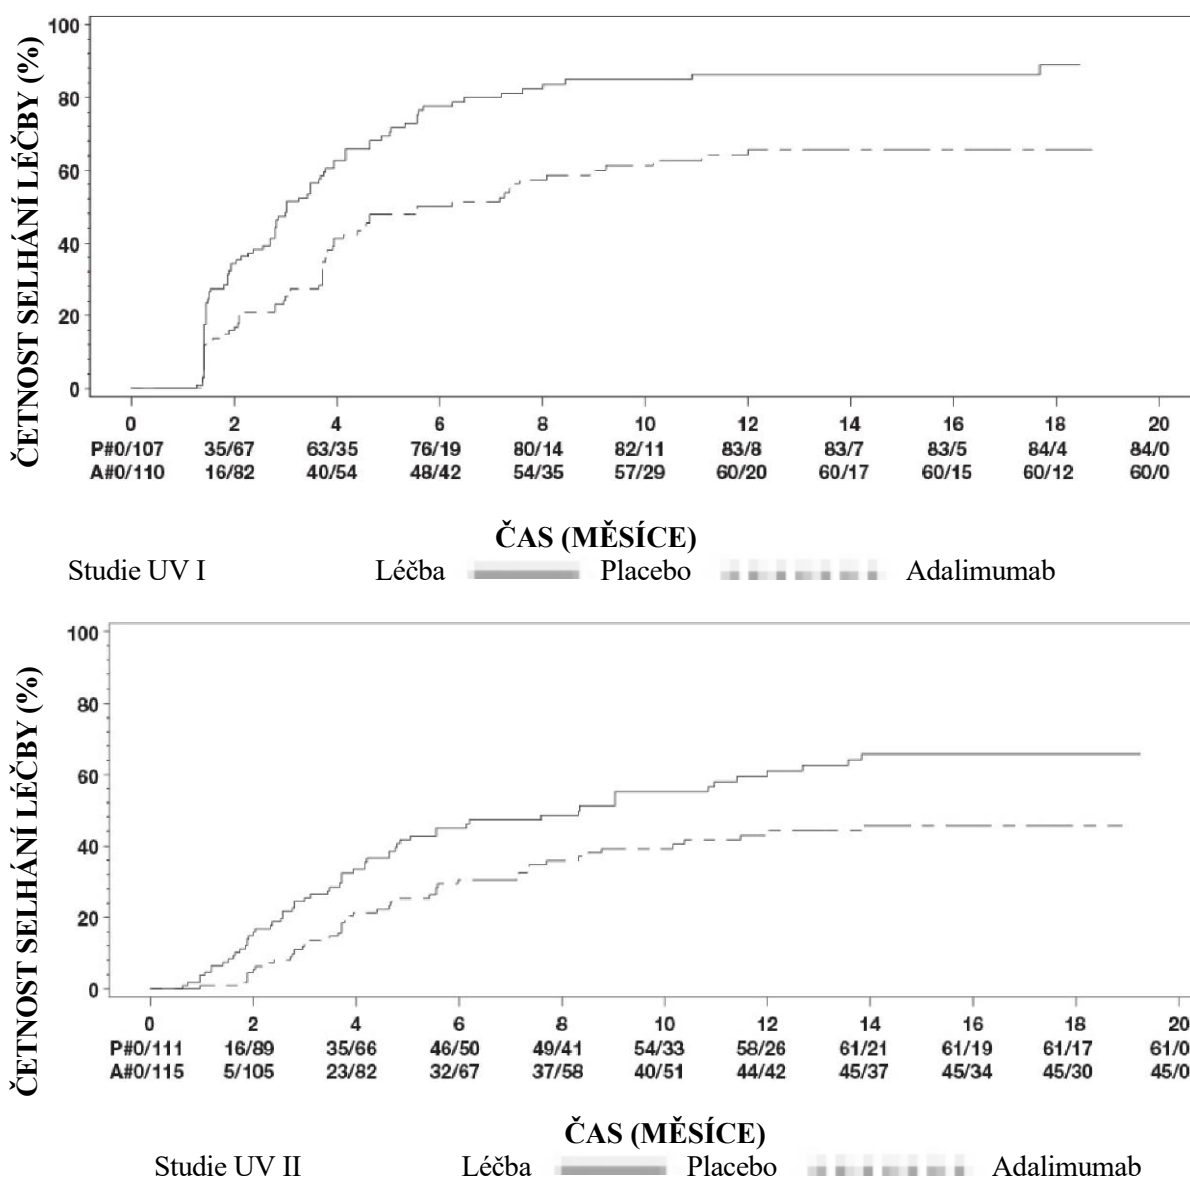 ČETNOST SELHÁNÍ LÉČBY (%)
100
80
60
40
20
0
0 2 4 6 8 10 12 14 16 18 20
P#0/107 35/67 63/35 76/19 80/14 82/11 83/8 83/7 83/5 84/4 84/0
A#0/110 16/82 40/54 48/42 54/35 57/29 60/20 60/17 60/15 60/12 60/0
ČAS (MĚSÍCE)
Studie UV I Léčba Placebo Adalimumab
ČETNOST SELHÁNÍ LÉČBY (%)
100
80
60
40
20
0
0 2 4 6 8 10 12 14 16 18 20
P#0/111 16/89 35/66 46/50 49/41 54/33 58/26 61/21 61/19 61/17 61/0
A#0/115 5/105 23/82 32/67 37/58 40/51 44/42 45/37 45/34 45/30 45/0
ČAS (MĚSÍCE)
Studie UV II Léčba Placebo Adalimumab